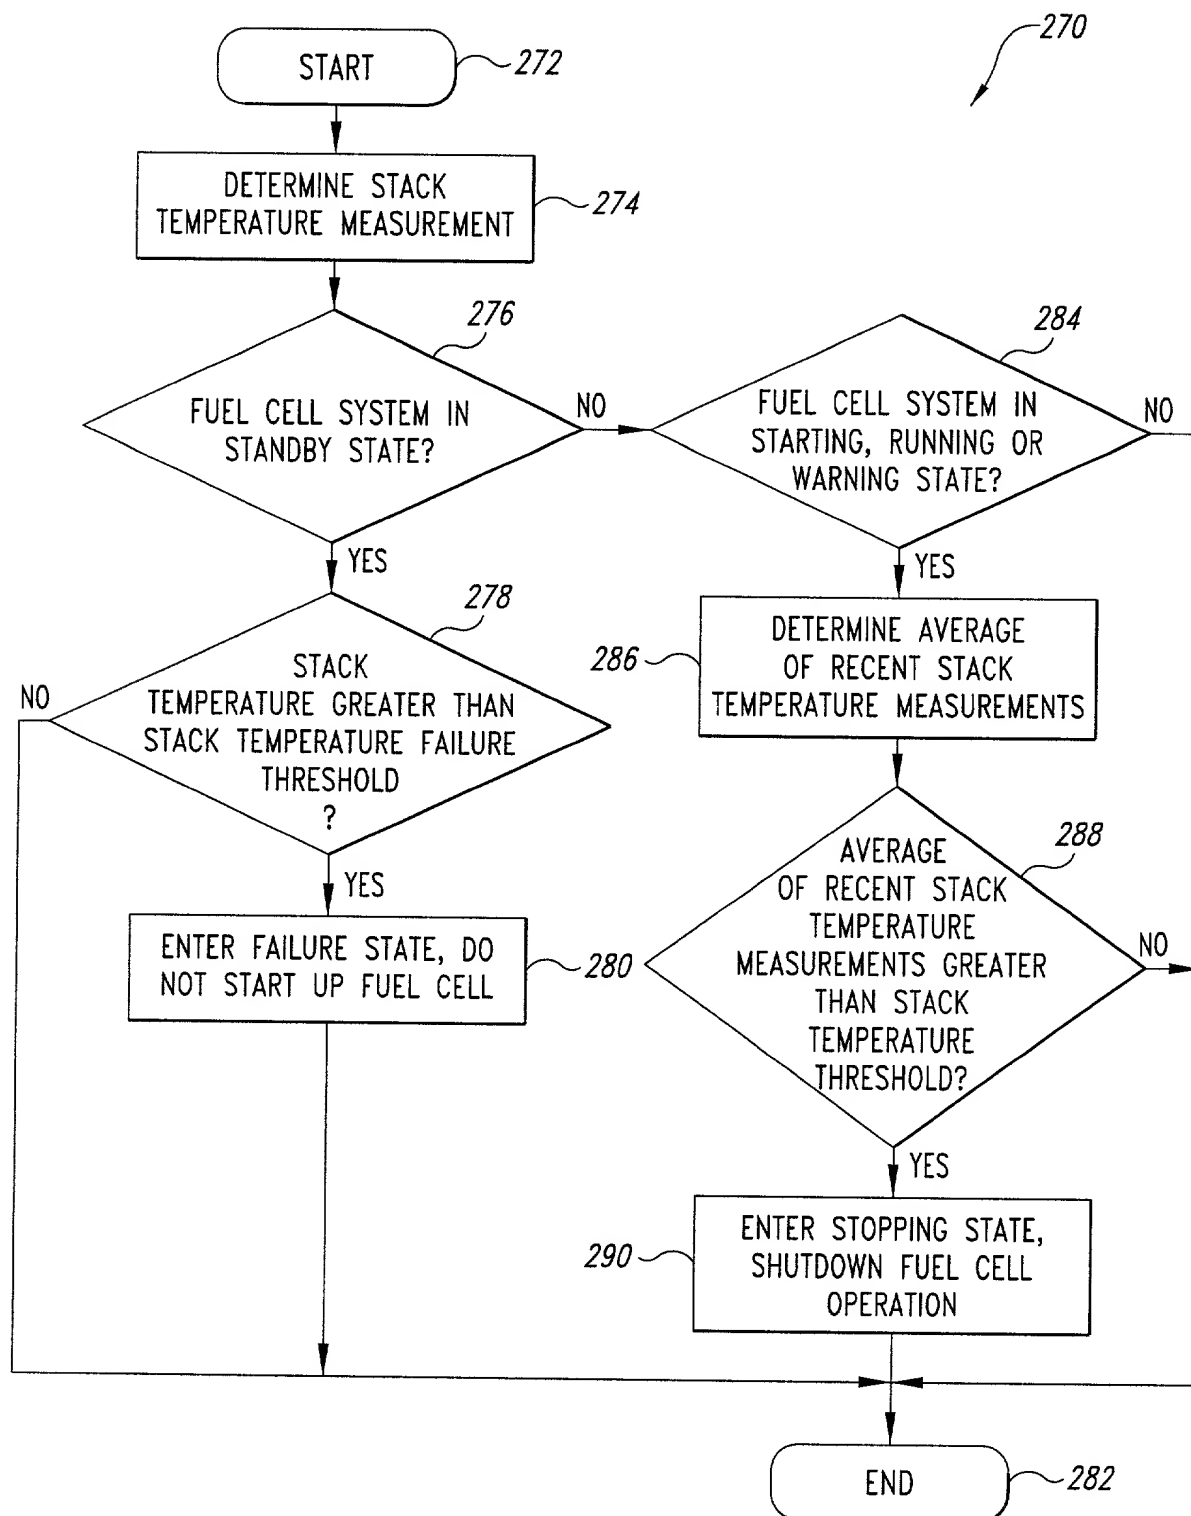 270
START
272
DETERMINE STACK
TEMPERATURE MEASUREMENT
274
276
FUEL CELL SYSTEM IN
STANDBY STATE?
NO
YES
284
FUEL CELL SYSTEM IN
STARTING, RUNNING OR
WARNING STATE?
NO
YES
278
STACK
TEMPERATURE GREATER THAN
STACK TEMPERATURE FAILURE
THRESHOLD
?
NO
YES
286
DETERMINE AVERAGE
OF RECENT STACK
TEMPERATURE MEASUREMENTS
288
AVERAGE
OF RECENT STACK
TEMPERATURE
MEASUREMENTS GREATER
THAN STACK
TEMPERATURE
THRESHOLD?
NO
YES
ENTER FAILURE STATE, DO
NOT START UP FUEL CELL
280
290
ENTER STOPPING STATE,
SHUTDOWN FUEL CELL
OPERATION
END
282